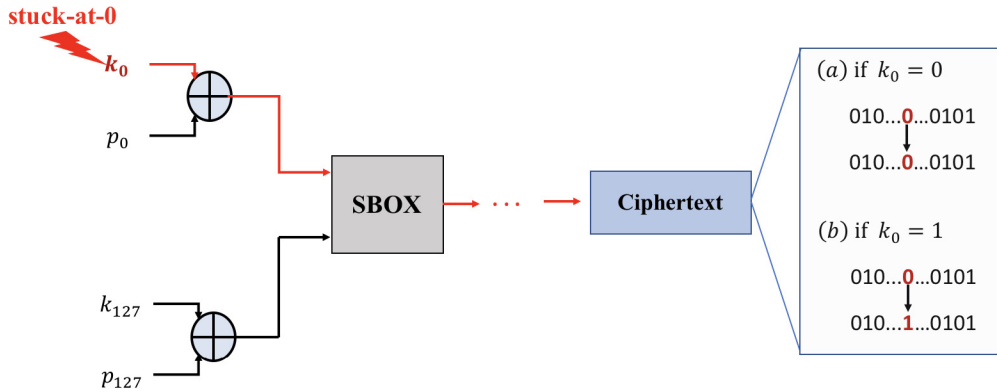 stuck-at-0
k₀
p₀
SBOX
...
Ciphertext
k₁₂₇
p₁₂₇
(a) if k₀ = 0
010...0...0101
010...0...0101
(b) if k₀ = 1
010...0...0101
010...1...0101